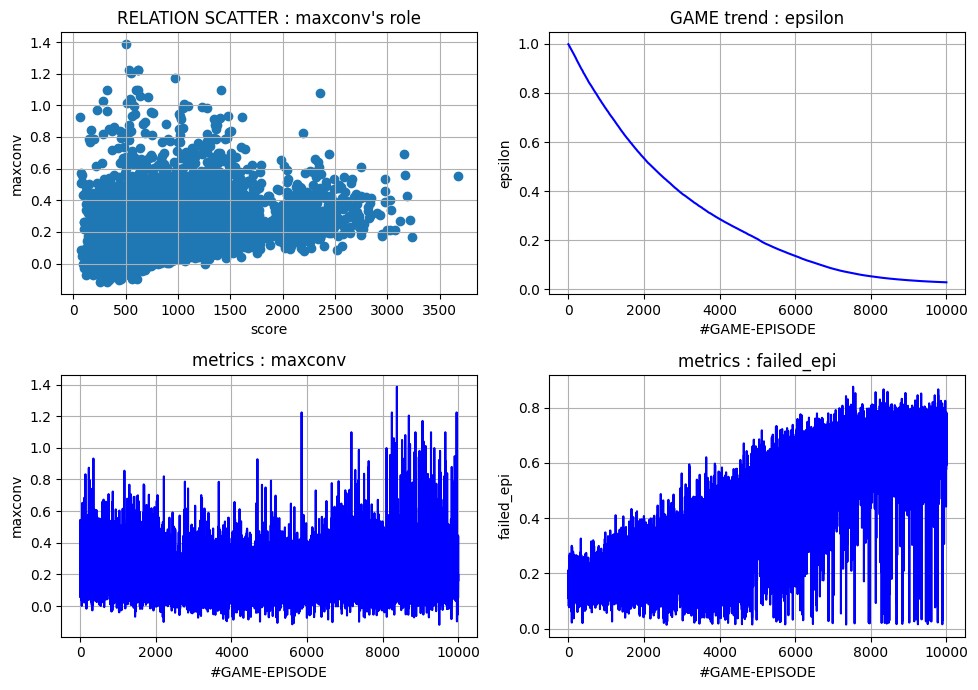 RELATION SCATTER : maxconv's role
1.4
1.2
1.0
0.8
0.6
0.4
0.2
0.0
maxconv
0 500 1000 1500 2000 2500 3000 3500
score
GAME trend : epsilon
1.0
0.8
0.6
0.4
0.2
0.0
epsilon
0 2000 4000 6000 8000 10000
#GAME-EPISODE
metrics : maxconv
1.4
1.2
1.0
0.8
0.6
0.4
0.2
0.0
maxconv
0 2000 4000 6000 8000 10000
#GAME-EPISODE
metrics : failed_epi
0.8
0.6
0.4
0.2
0.0
failed_epi
0 2000 4000 6000 8000 10000
#GAME-EPISODE